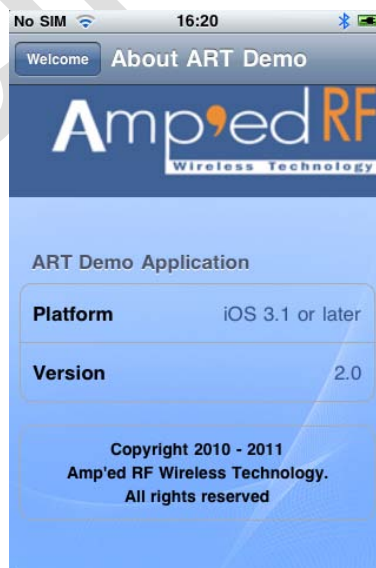 No SIM 16:20
Welcome About ART Demo
Amp'ed RF
Wireless Technology
ART Demo Application
Platform iOS 3.1 or later
Version 2.0
Copyright 2010 - 2011
Amp'ed RF Wireless Technology.
All rights reserved